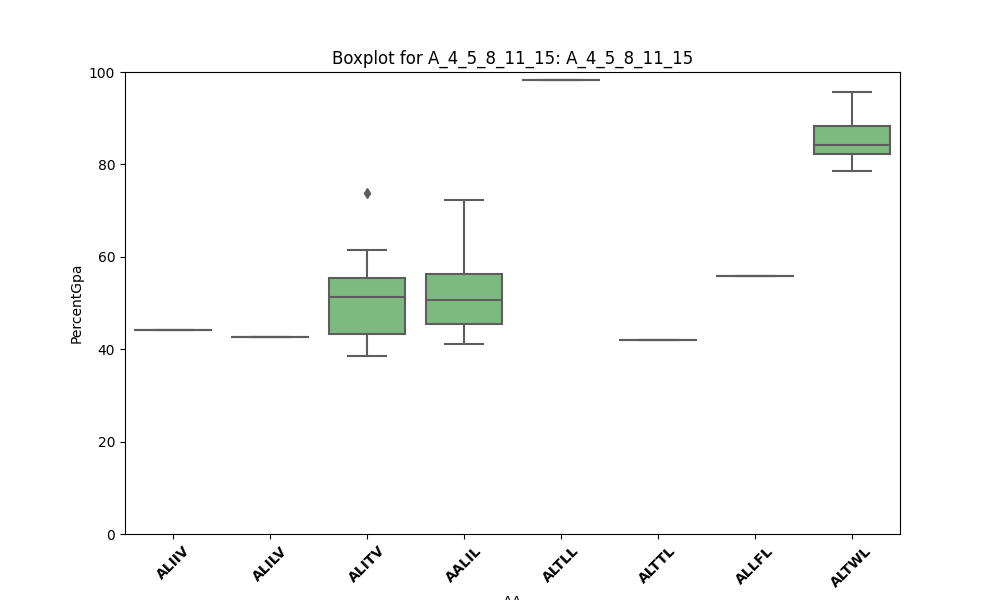 Boxplot for A_4_5_8_11_15: A_4_5_8_11_15
100
80
60
40
20
0
PercentGpa
ALIIV
ALILV
ALITV
AALIL
ALTLL
ALTTL
ALLFL
ALTWL